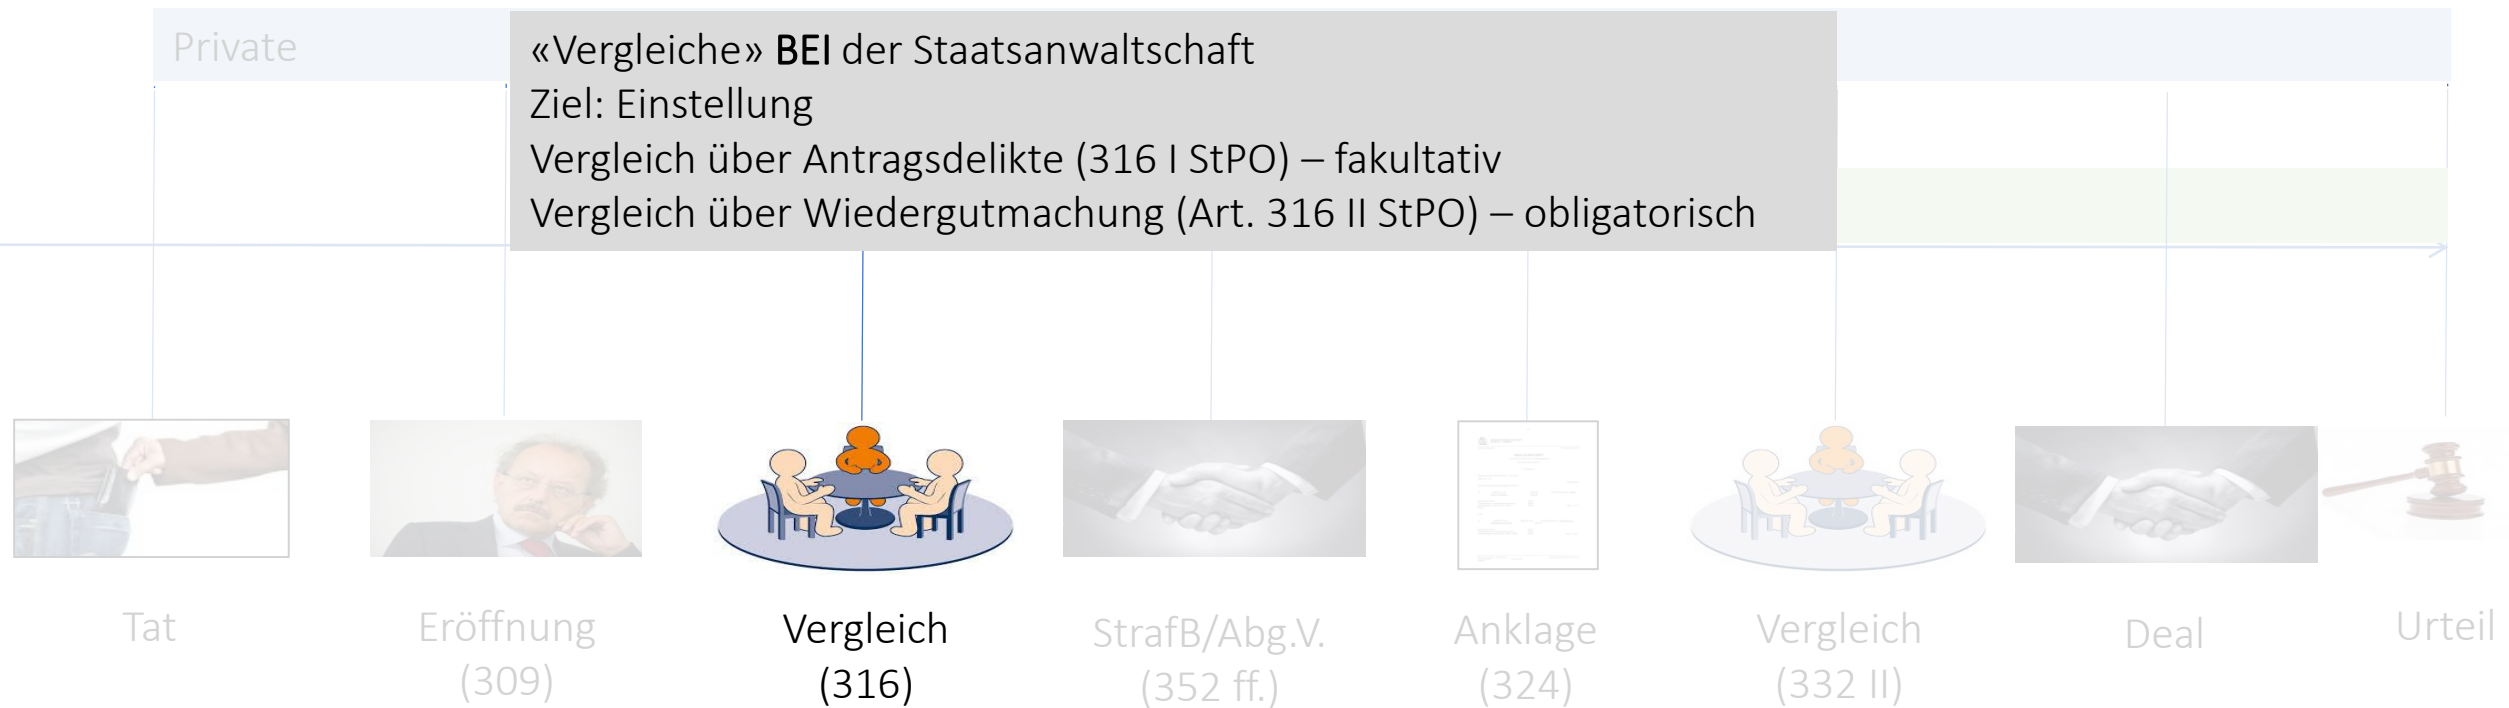 Private
«Vergleiche» BEI der Staatsanwaltschaft
Ziel: Einstellung
Vergleich über Antragsdelikte (316 I StPO) – fakultativ
Vergleich über Wiedergutmachung (Art. 316 II StPO) – obligatorisch
Tat
Eröffnung
(309)
Vergleich
(316)
StrafB/Abg.V.
(352 ff.)
Anklage
(324)
Vergleich
(332 II)
Deal
Urteil